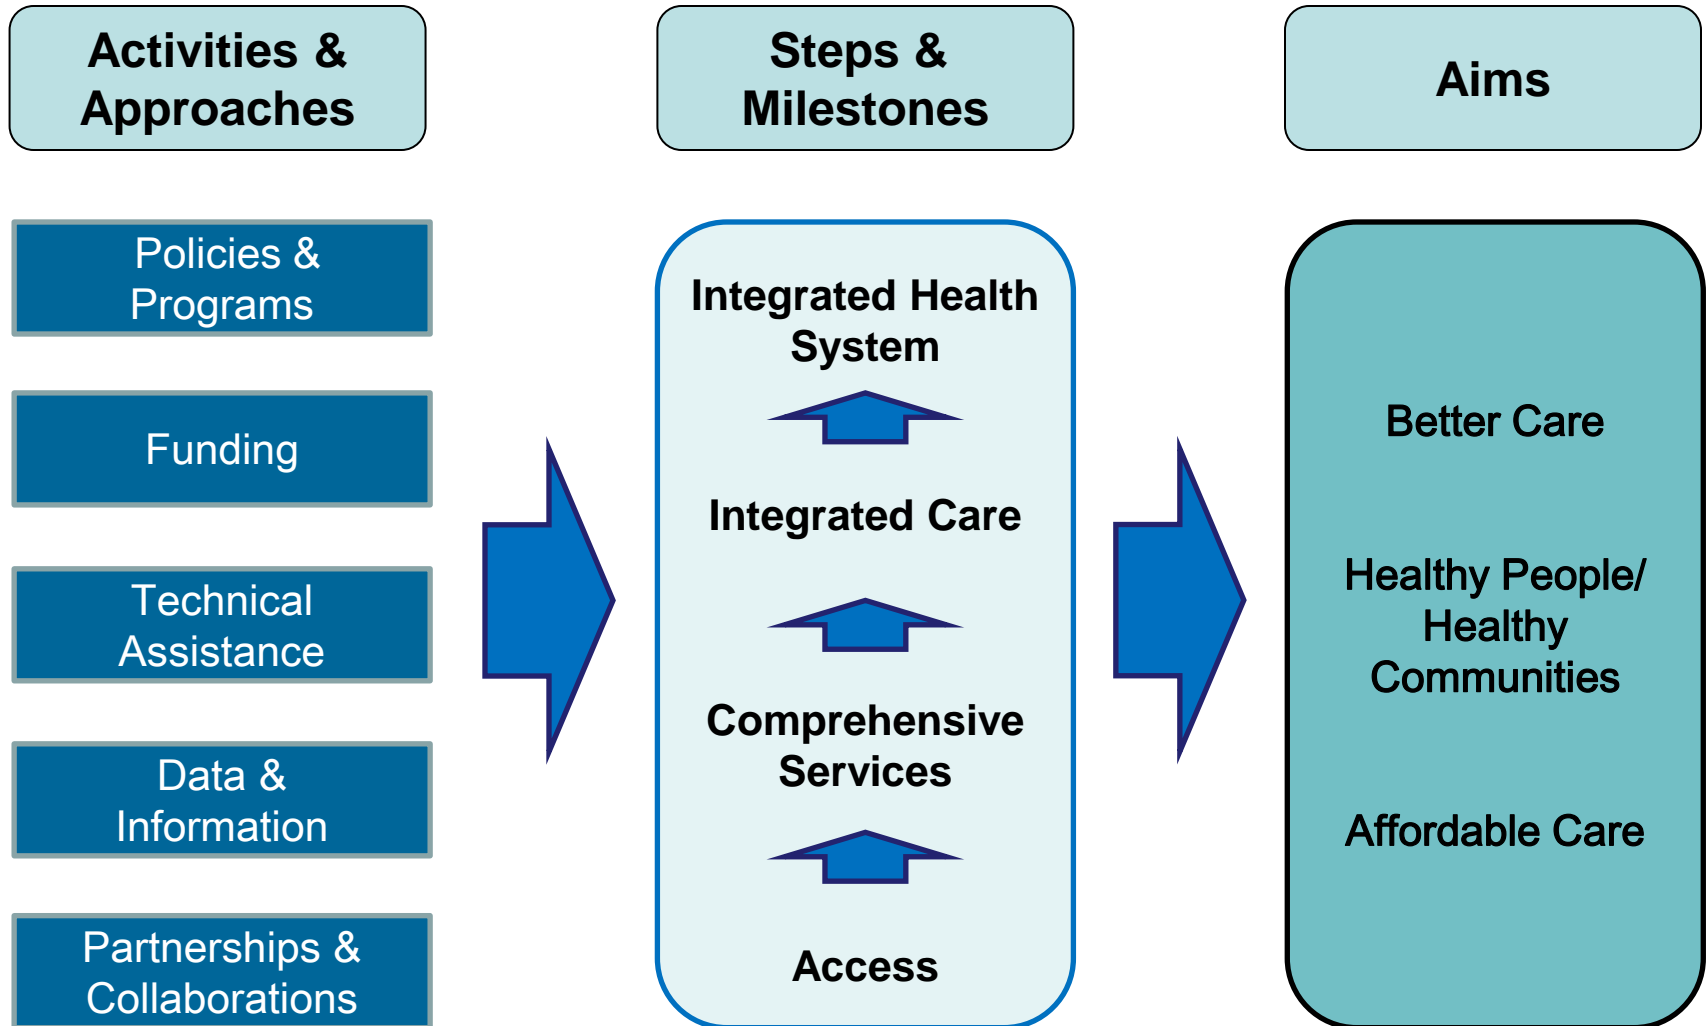 Activities &
Approaches
Steps &
Milestones
Aims
Policies &
Programs
Funding
Technical
Assistance
Data &
Information
Partnerships &
Collaborations
Integrated Health
System
Integrated Care
Comprehensive
Services
Access
Better Care
Healthy People/
Healthy
Communities
Affordable Care